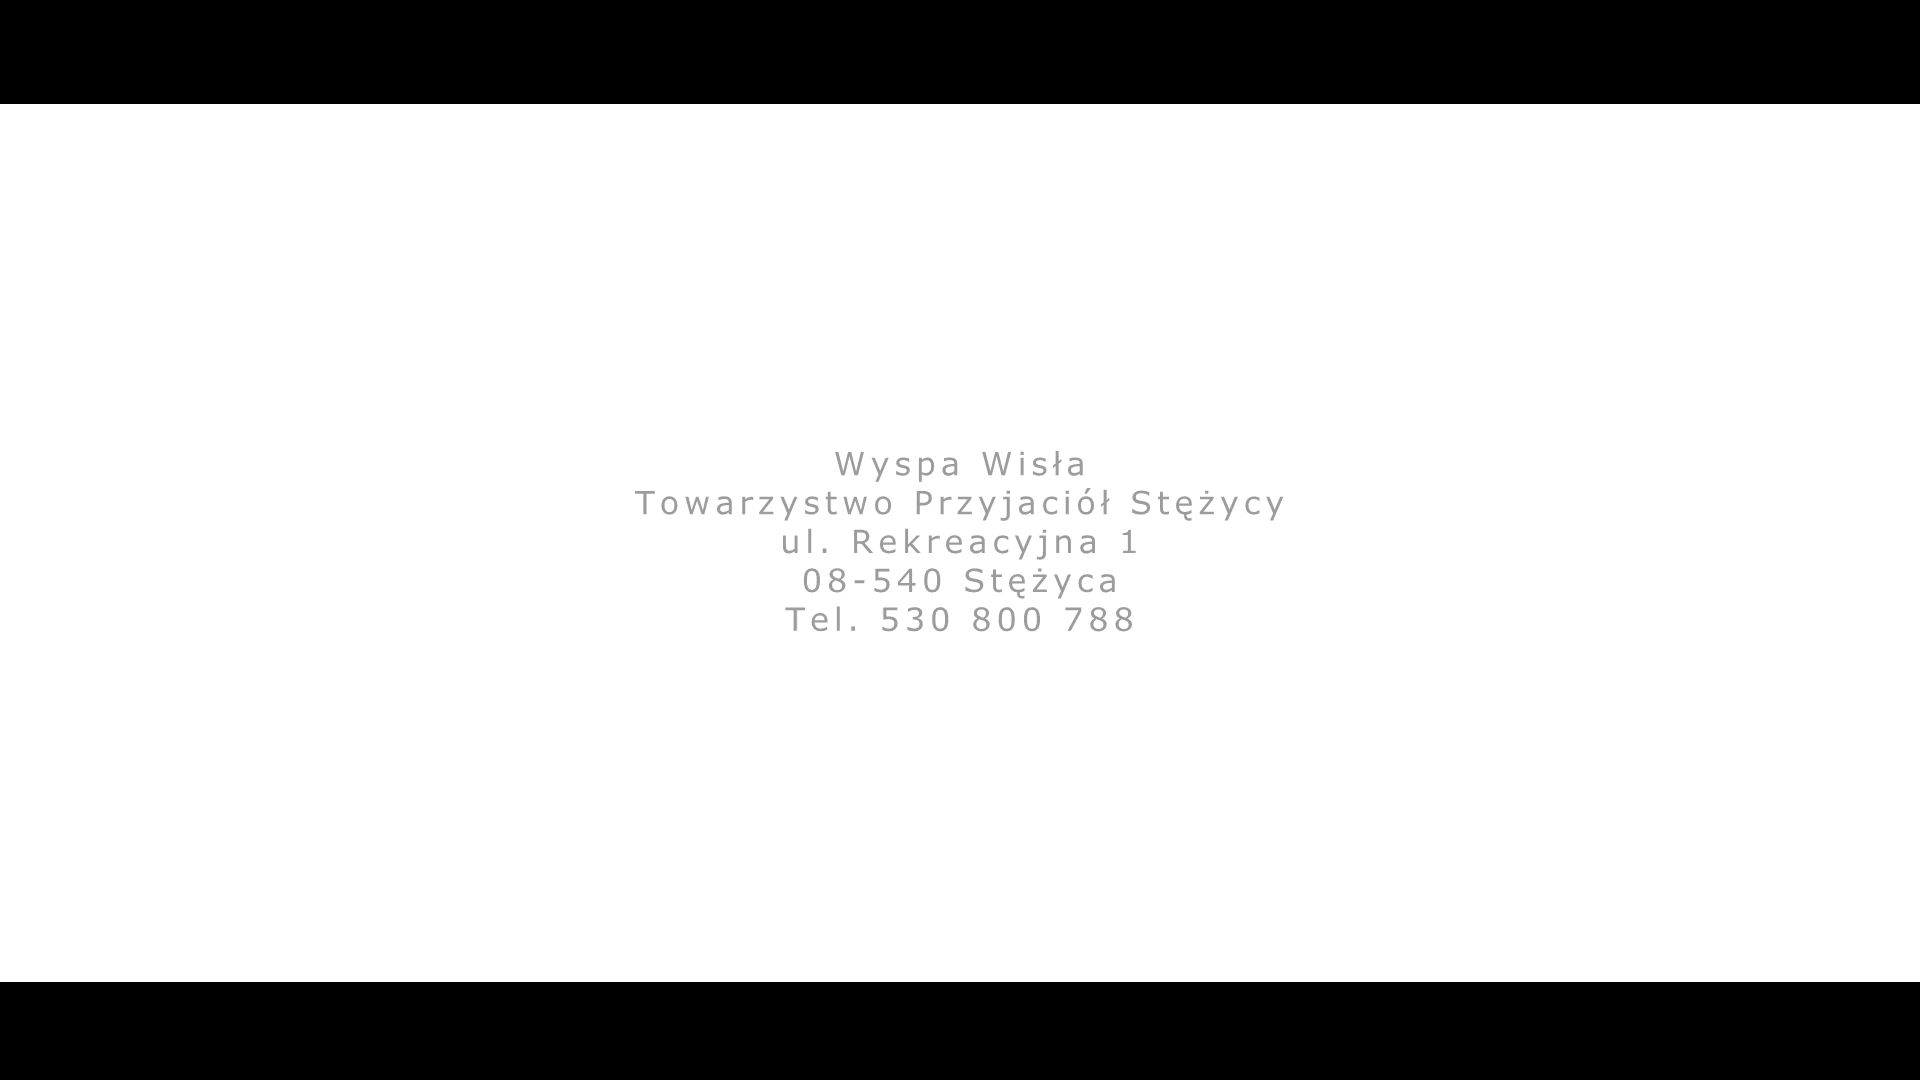 Wyspa Wisła
Towarzystwo Przyjaciół Stężycy
ul. Rekreacyjna 1
08-540 Stężyca
Tel. 530 800 788